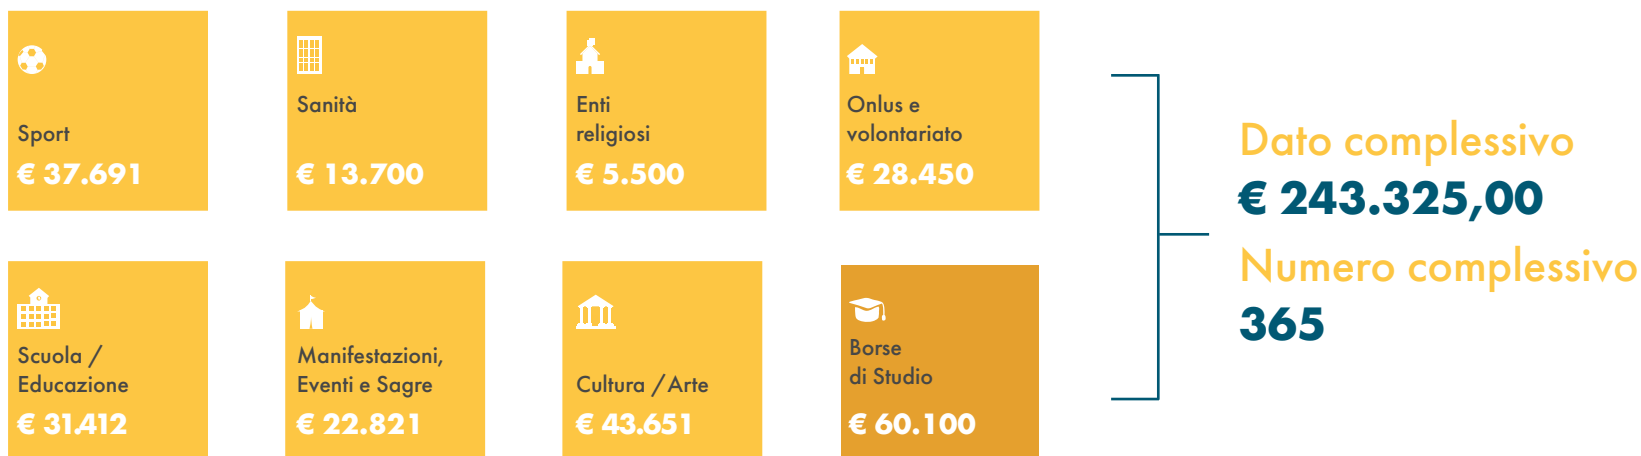 Sport
€ 37.691
Sanità
€ 13.700
Enti
religiosi
€ 5.500
Onlus e
volontariato
€ 28.450
Scuola /
Educazione
€ 31.412
Manifestazioni,
Eventi e Sagre
€ 22.821
Cultura / Arte
€ 43.651
Borse
di Studio
€ 60.100
Dato complessivo
€ 243.325,00
Numero complessivo
365